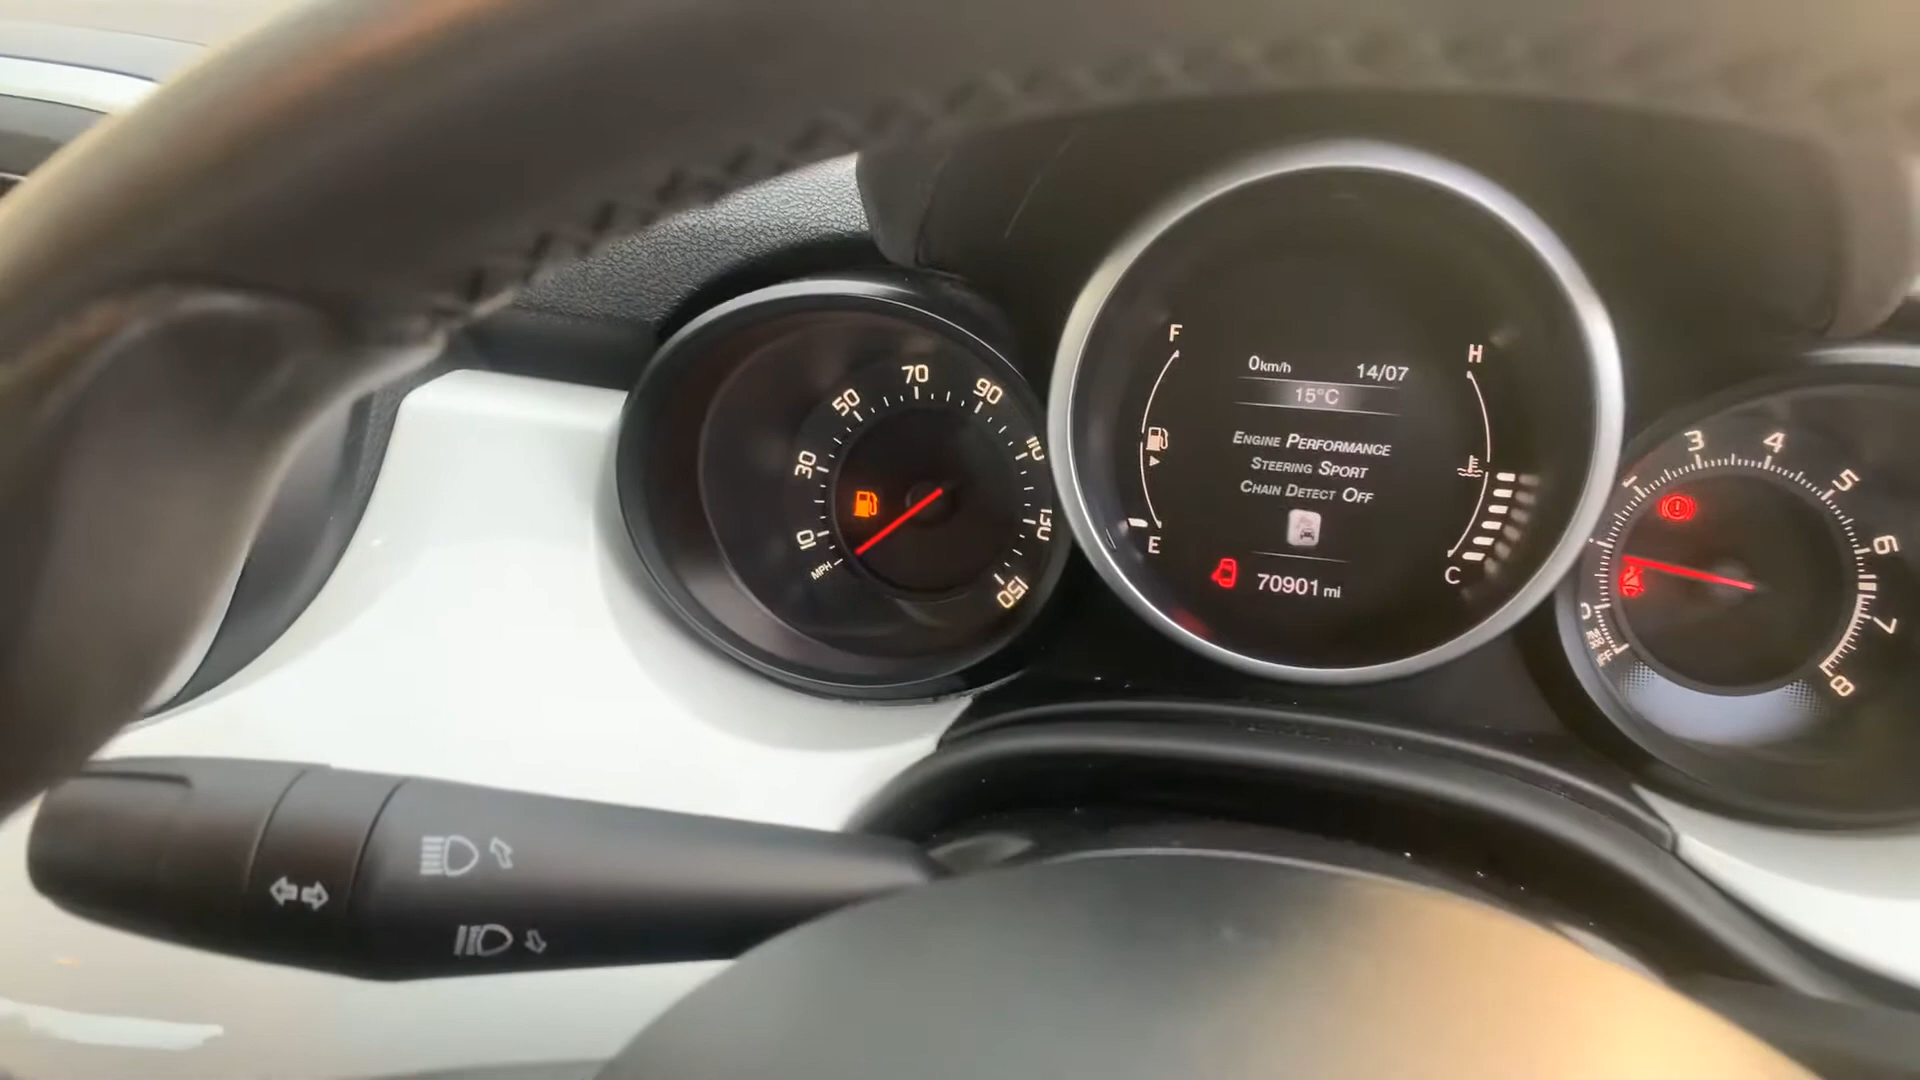 10
30
50
70
90
110
130
150
MPH
F
E
0km/h 14/07
15°C
ENGINE PERFORMANCE
STEERING SPORT
CHAIN DETECT OFF
70901 mi
H
C
0
3
4
5
6
7
8